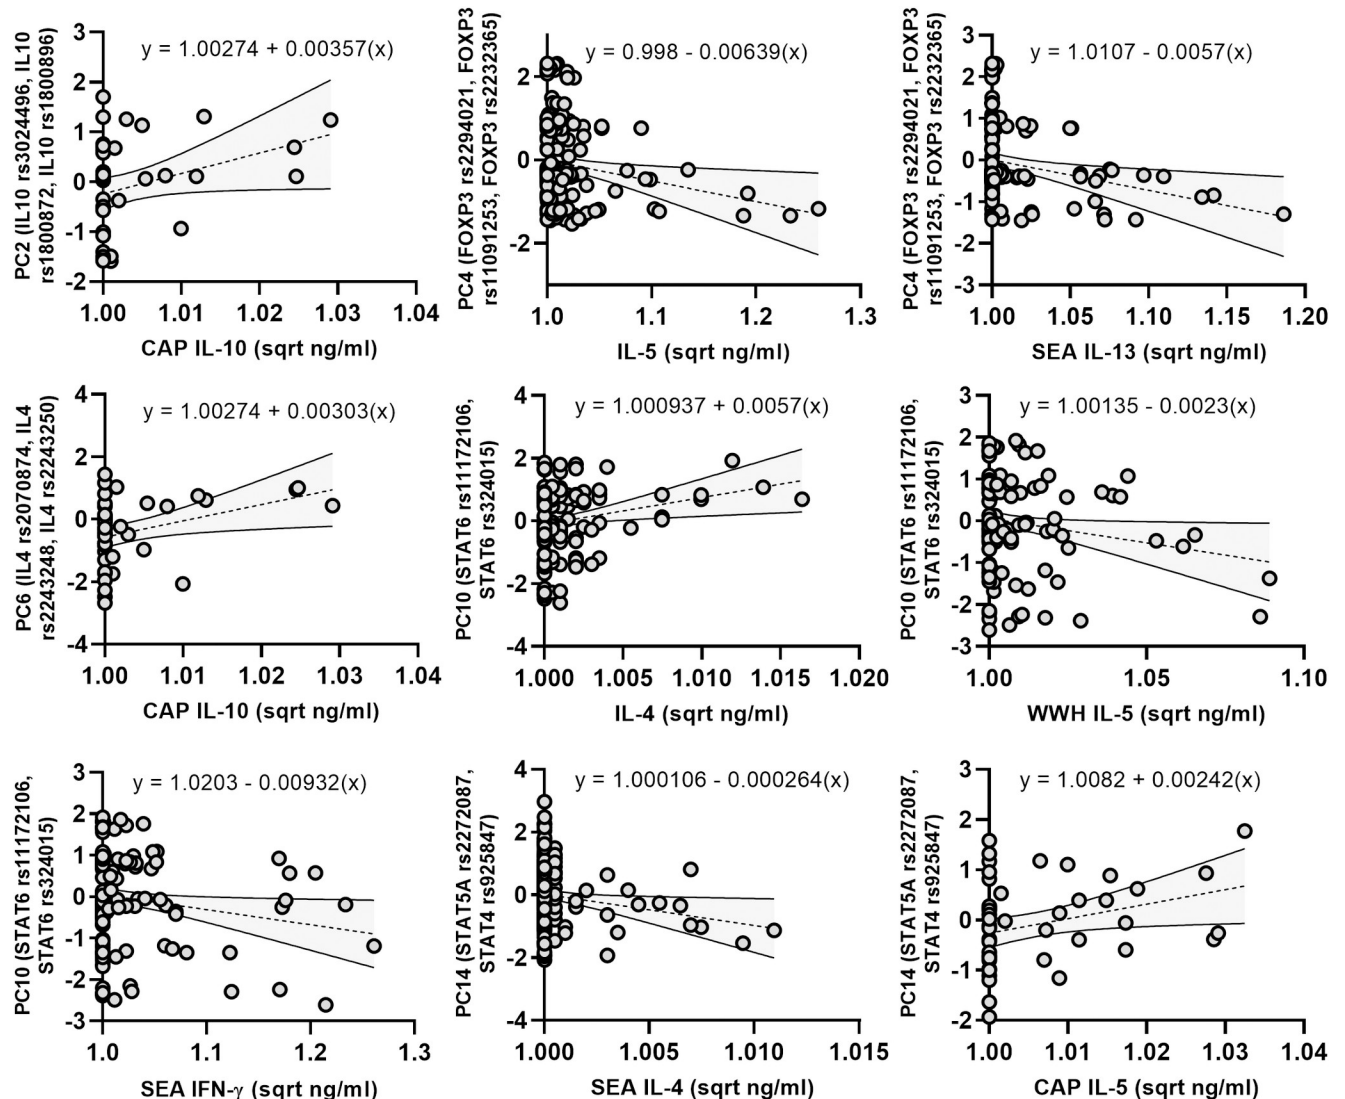 y = 1.00274 + 0.00357(x)
PC2 (IL10 rs3024496, IL10
rs1800872, IL10 rs1800896)
3
2
1
0
-1
-2
1.00 1.01 1.02 1.03 1.04
CAP IL-10 (sqrt ng/ml)
y = 0.998 - 0.00639(x)
PC4 (FOXP3 rs2294021, FOXP3
rs11091253, FOXP3 rs2232365)
2
0
-2
1.0 1.1 1.2 1.3
IL-5 (sqrt ng/ml)
y = 1.0107 - 0.0057(x)
PC4 (FOXP3 rs2294021, FOXP3
rs11091253, FOXP3 rs2232365)
3
2
1
0
-1
-2
-3
1.00 1.05 1.10 1.15 1.20
SEA IL-13 (sqrt ng/ml)
y = 1.00274 + 0.00303(x)
PC6 (IL4 rs2070874, IL4
rs2243248, IL4 rs2243250)
4
2
0
-2
-4
1.00 1.01 1.02 1.03 1.04
CAP IL-10 (sqrt ng/ml)
y = 1.000937 + 0.0057(x)
PC10 (STAT6 rs11172106,
STAT6 rs324015)
4
2
0
-2
-4
1.000 1.005 1.010 1.015 1.020
IL-4 (sqrt ng/ml)
y = 1.00135 - 0.0023(x)
PC10 (STAT6 rs11172106,
STAT6 rs324015)
3
2
1
0
-1
-2
-3
1.00 1.05 1.10
WWH IL-5 (sqrt ng/ml)
y = 1.0203 - 0.00932(x)
PC10 (STAT6 rs11172106,
STAT6 rs324015)
3
2
1
0
-1
-2
-3
1.0 1.1 1.2 1.3
SEA IFN-γ (sqrt ng/ml)
y = 1.000106 - 0.000264(x)
PC14 (STAT5A rs2272087,
STAT4 rs925847)
4
2
0
-2
-4
1.000 1.005 1.010 1.015
SEA IL-4 (sqrt ng/ml)
y = 1.0082 + 0.00242(x)
PC14 (STAT5A rs2272087,
STAT4 rs925847)
3
2
1
0
-1
-2
1.00 1.01 1.02 1.03 1.04
CAP IL-5 (sqrt ng/ml)